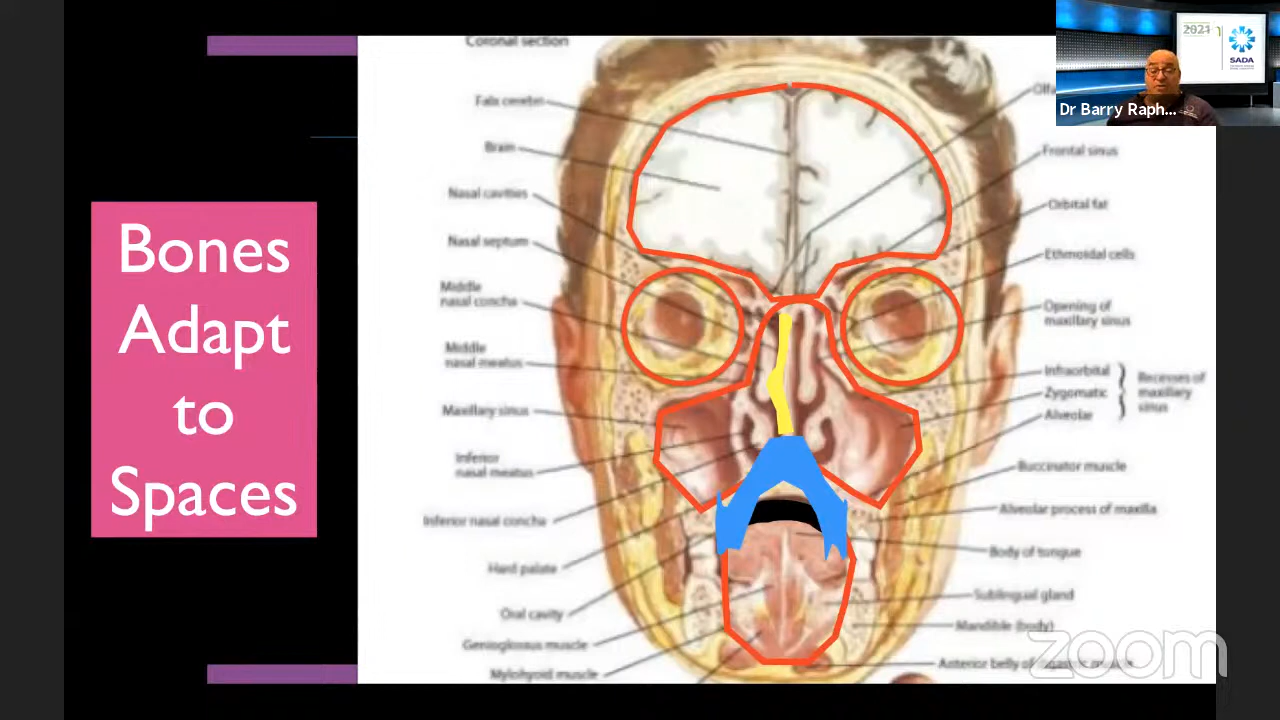 Bones
Adapt
to
Spaces
Coronal section
Falx cerebri
Brain
Nasal cavities
Nasal septum
Middle
nasal concha
Middle
nasal meatus
Maxillary sinus
Inferior
nasal meatus
Inferior nasal concha
Hard palate
Oral cavity
Genioglossus muscle
Mylohyoid muscle
Frontal sinus
Orbital fat
Ethmoidal cells
Opening of
maxillary sinus
Infraorbital
Zygomatic
Alveolar
Recesses of
maxillary
sinus
Buccinator muscle
Alveolar process of maxilla
Body of tongue
Sublingual gland
Mandible (body)
Anterior belly of digastric muscle
2021
SADA
Dr Barry Raph...
zoom